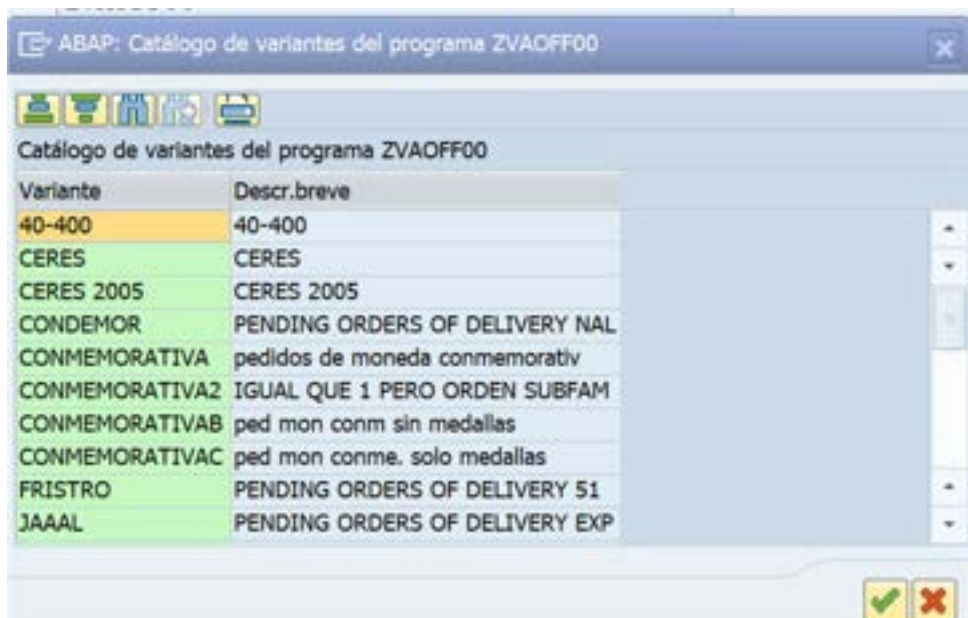 ABAP: Catálogo de variantes del programa ZVAOFF00
Catálogo de variantes del programa ZVAOFF00
Variante Descr.breve
40-400 40-400
CERES CERES
CERES 2005 CERES 2005
CONDEMOR PENDING ORDERS OF DELIVERY NAL
CONMEMORATIVA pedidos de moneda conmemorativ
CONMEMORATIVA2 IGUAL QUE 1 PERO ORDEN SUBFAM
CONMEMORATIVAB ped mon conm sin medallas
CONMEMORATIVAC ped mon conme. solo medallas
FRISTRO PENDING ORDERS OF DELIVERY 51
JAAAL PENDING ORDERS OF DELIVERY EXP